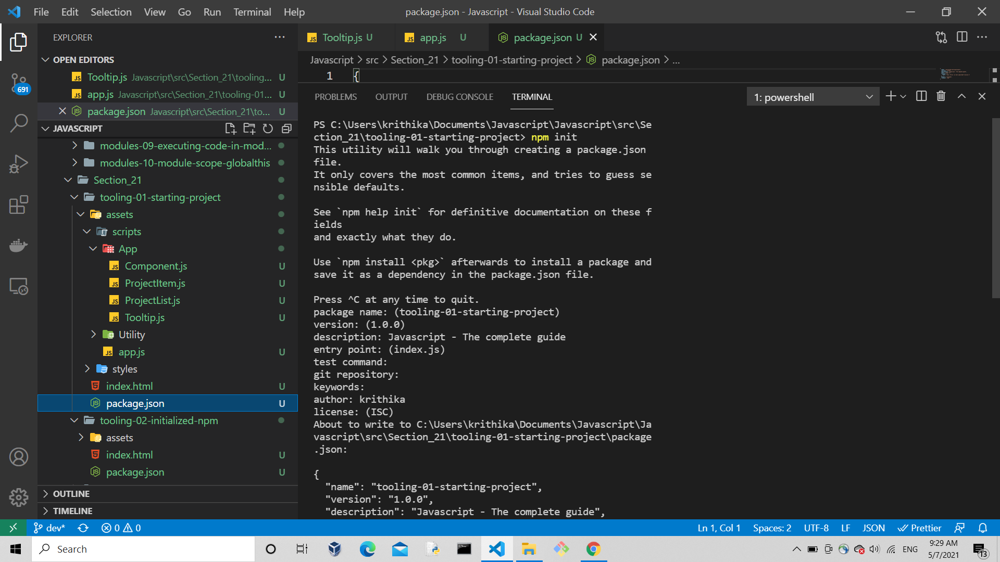 File Edit Selection View Go Run Terminal Help
package.json - Javascript - Visual Studio Code
EXPLORER
OPEN EDITORS
Tooltip.js Javascript\src\Section_21\tooling... U
app.js Javascript\src\Section_21\tooling-01... U
package.json Javascript\src\Section_21\to... U
JAVASCRIPT
modules-09-executing-code-in-mod...
modules-10-module-scope-globalthis
Section_21
tooling-01-starting-project
assets
scripts
App
Component.js U
ProjectItem.js U
ProjectList.js U
Tooltip.js U
Utility
app.js U
styles
index.html U
package.json U
tooling-02-initialized-npm
assets
index.html U
package.json U
OUTLINE
TIMELINE
691
Tooltip.js U
app.js U
package.json U
Javascript > src > Section_21 > tooling-01-starting-project > package.json > ...
1 {
PROBLEMS OUTPUT DEBUG CONSOLE TERMINAL
1: powershell
PS C:\Users\krithika\Documents\Javascript\Javascript\src\Se
ction_21\tooling-01-starting-project> npm init
This utility will walk you through creating a package.json
file.
It only covers the most common items, and tries to guess se
nsible defaults.
See `npm help init` for definitive documentation on these f
ields
and exactly what they do.
Use `npm install <pkg>` afterwards to install a package and
save it as a dependency in the package.json file.
Press ^C at any time to quit.
package name: (tooling-01-starting-project)
version: (1.0.0)
description: Javascript - The complete guide
entry point: (index.js)
test command:
git repository:
keywords:
author: krithika
license: (ISC)
About to write to C:\Users\krithika\Documents\Javascript\Ja
vascript\src\Section_21\tooling-01-starting-project\package
.json:
{
"name": "tooling-01-starting-project",
"version": "1.0.0",
"description": "Javascript - The complete guide",
dev* 0 0
Ln 1, Col 1 Spaces: 2 UTF-8 LF JSON Prettier
Search
ENG
9:29 AM
5/7/2021
13